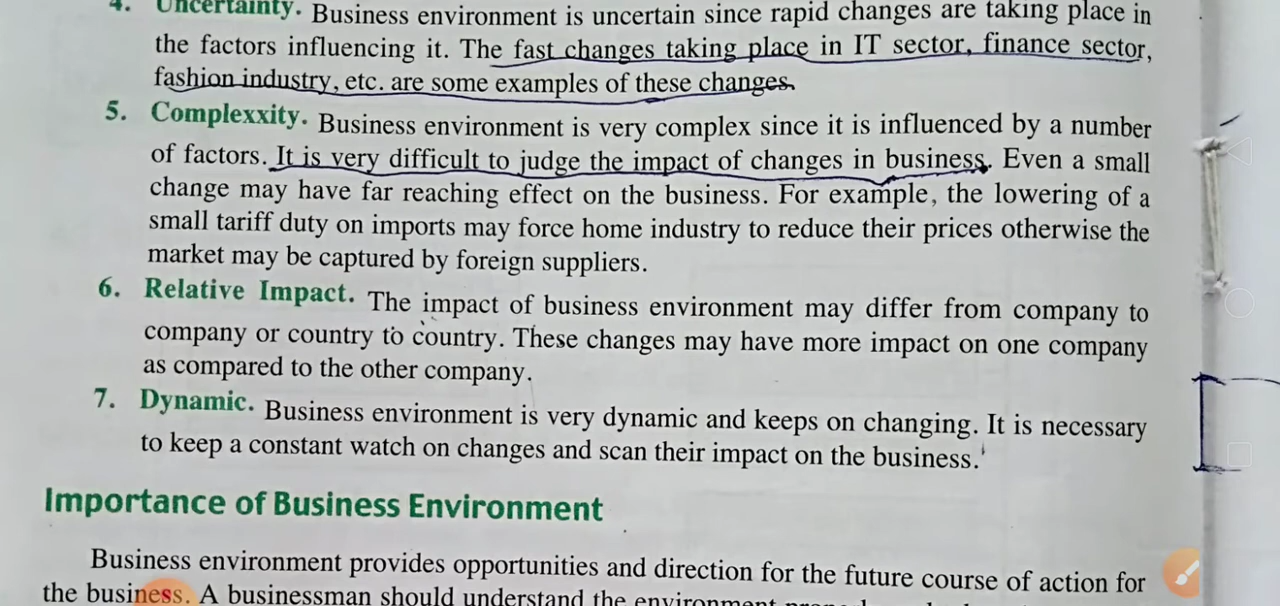 4. Uncertainty. Business environment is uncertain since rapid changes are taking place in
the factors influencing it. The fast changes taking place in IT sector, finance sector,
fashion industry, etc. are some examples of these changes.
5. Complexxity. Business environment is very complex since it is influenced by a number
of factors. It is very difficult to judge the impact of changes in business. Even a small
change may have far reaching effect on the business. For example, the lowering of a
small tariff duty on imports may force home industry to reduce their prices otherwise the
market may be captured by foreign suppliers.
6. Relative Impact. The impact of business environment may differ from company to
company or country to country. These changes may have more impact on one company
as compared to the other company.
7. Dynamic. Business environment is very dynamic and keeps on changing. It is necessary
to keep a constant watch on changes and scan their impact on the business.
Importance of Business Environment
Business environment provides opportunities and direction for the future course of action for
the business. A businessman should understand the environment